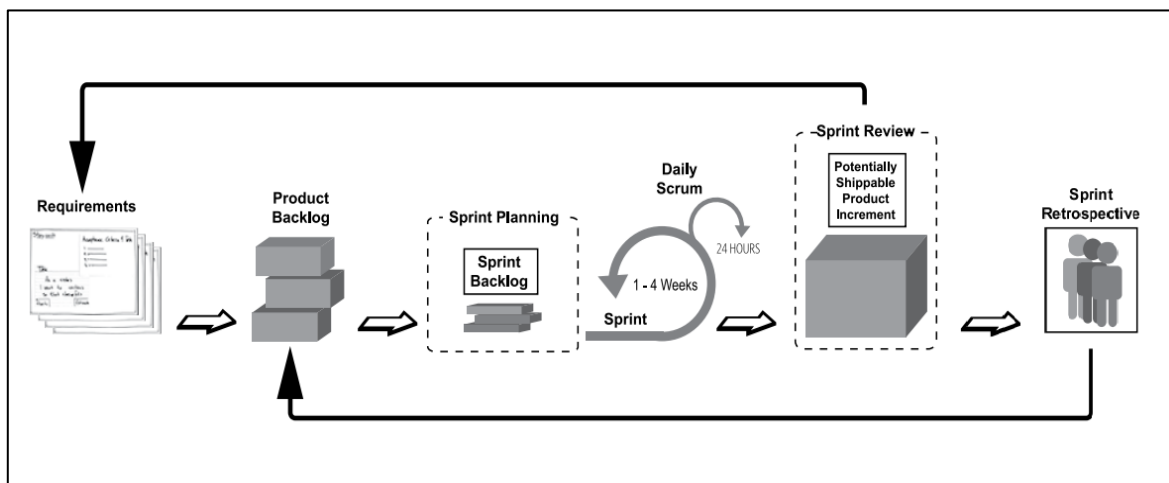 Sprint Review
Potentially
Shippable
Product
Increment
Daily
Scrum
Requirements
Product
Backlog
Sprint Planning
Sprint
Backlog
24 HOURS
1 - 4 Weeks
Sprint
Sprint
Retrospective